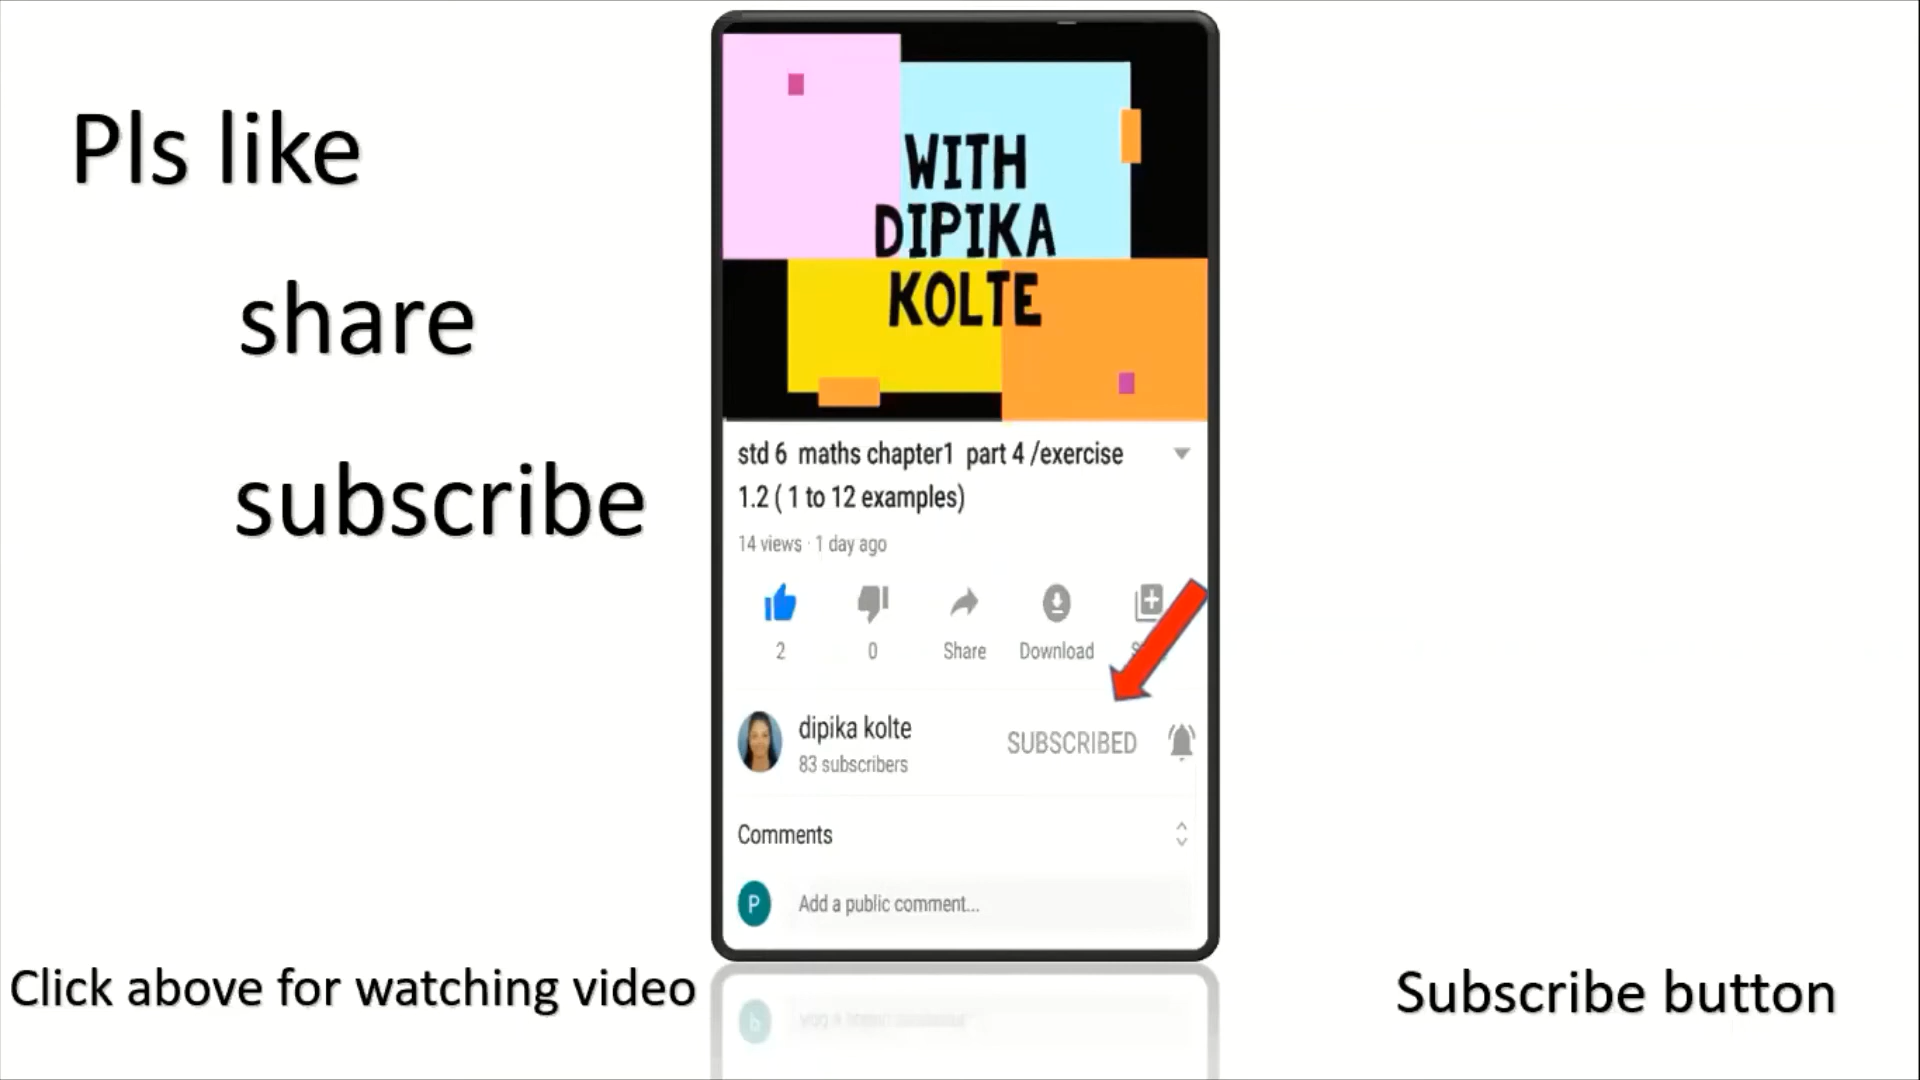 Pls like
share
subscribe
WITH
DIPIKA
KOLTE
std 6 maths chapter1 part 4 /exercise
1.2 ( 1 to 12 examples)
14 views · 1 day ago
2
0
Share
Download
dipika kolte
83 subscribers
SUBSCRIBED
Comments
P
Add a public comment...
Click above for watching video
Subscribe button